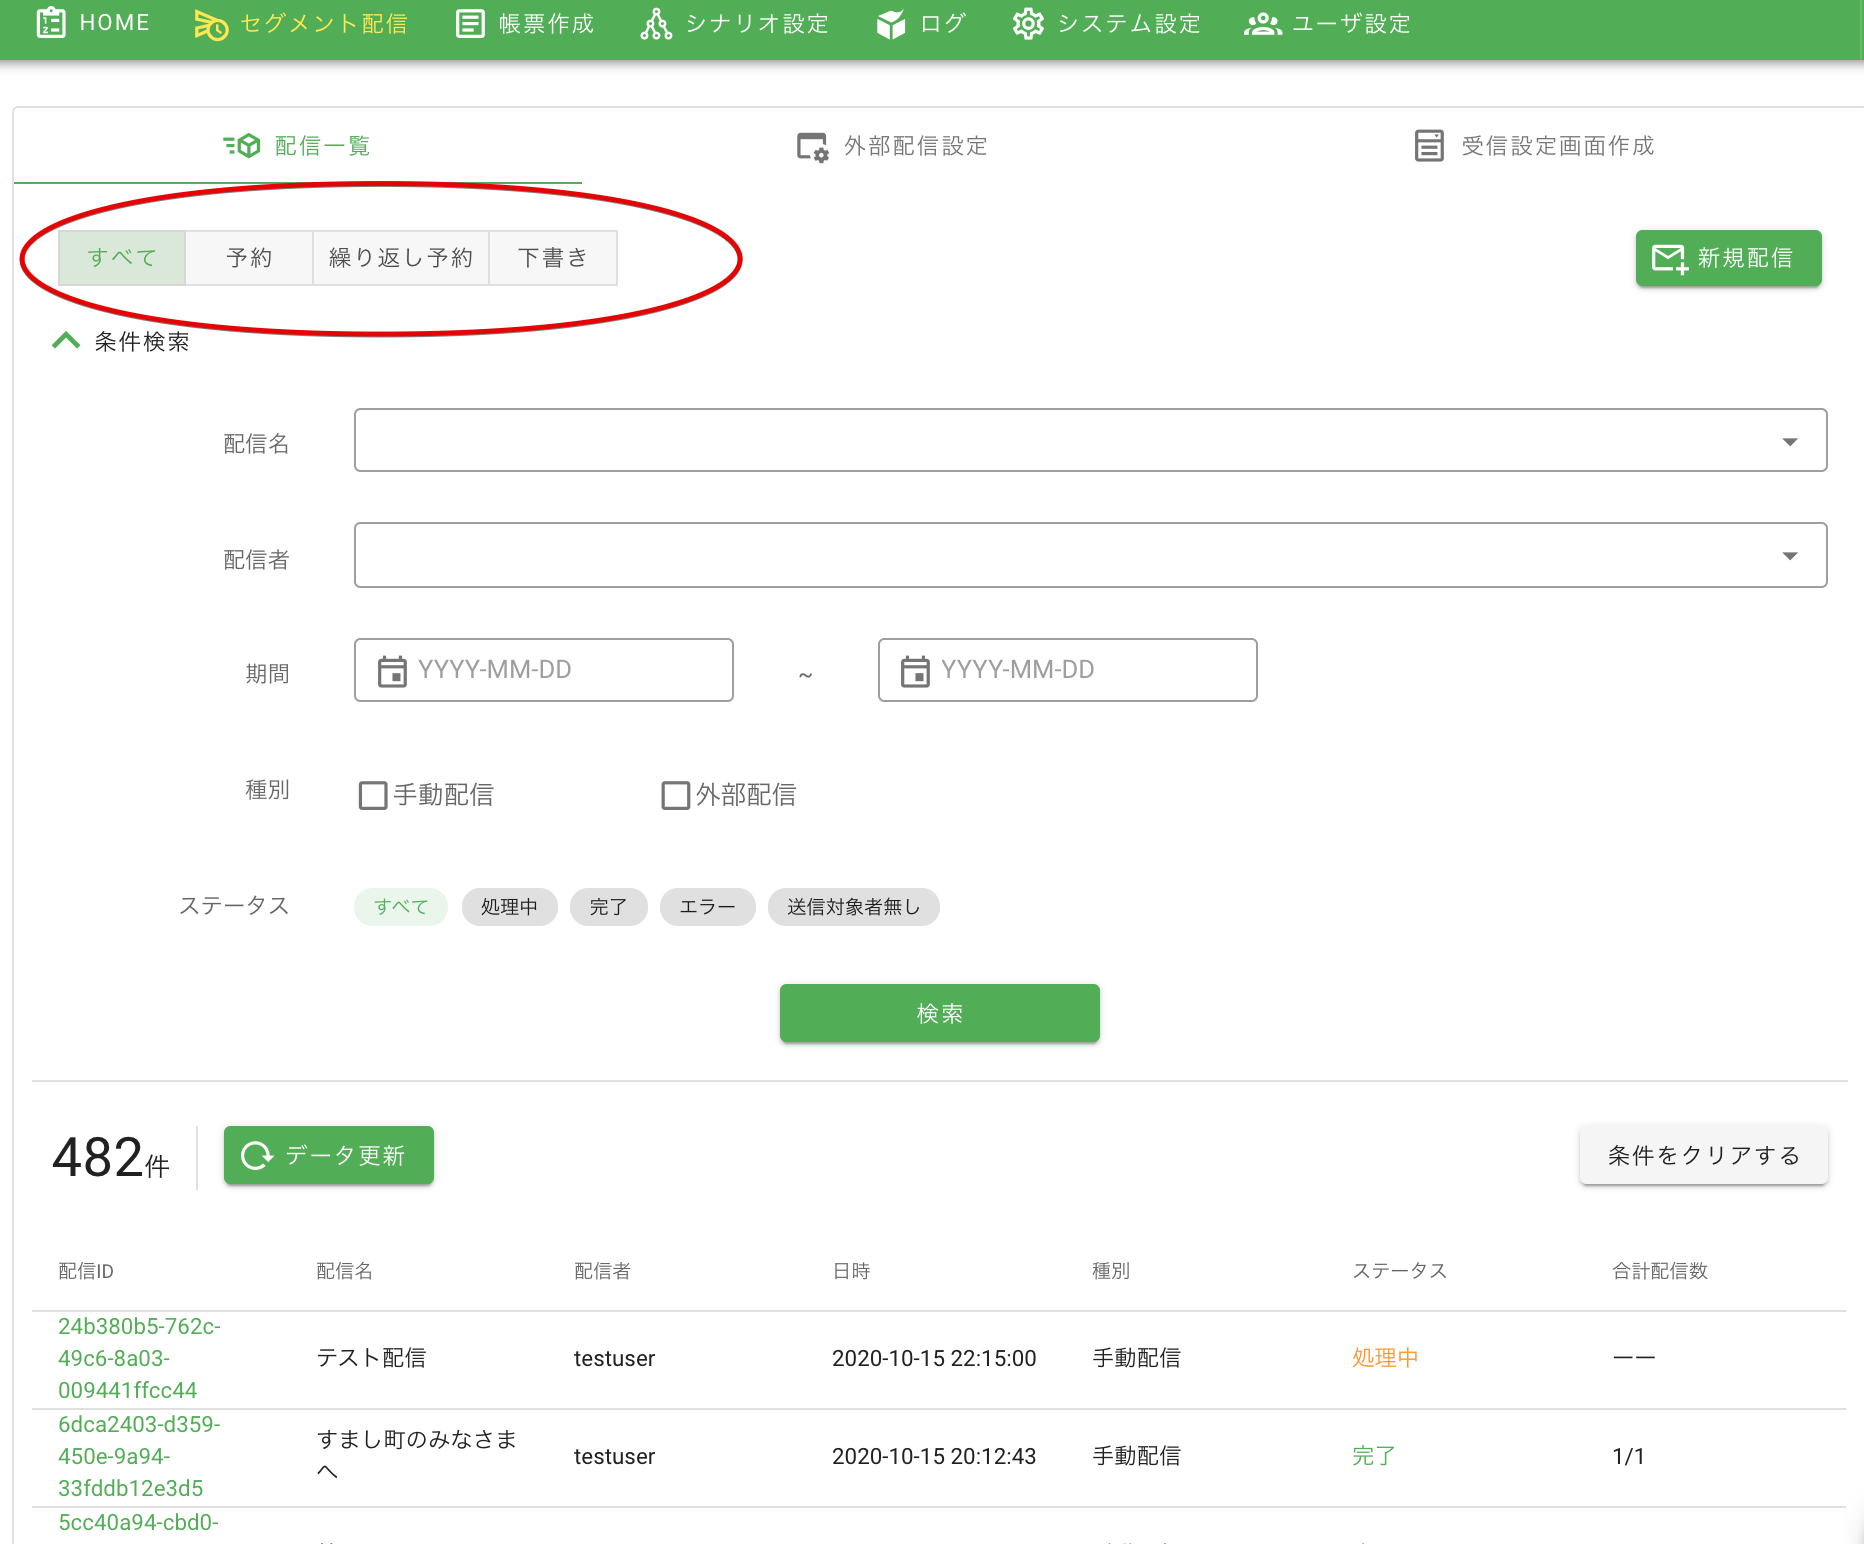 HOME セグメント配信 帳票作成 シナリオ設定 ログ システム設定 ユーザ設定
配信一覧 外部配信設定 受信設定画面作成
すべて 予約 繰り返し予約 下書き 新規配信
条件検索
配信名
配信者
期間 YYYY-MM-DD ~ YYYY-MM-DD
種別 手動配信 外部配信
ステータス すべて 処理中 完了 エラー 送信対象者無し
検索
482件 データ更新 条件をクリアする
配信ID 配信名 配信者 日時 種別 ステータス 合計配信数
24b380b5-762c-
49c6-8a03- テスト配信 testuser 2020-10-15 22:15:00 手動配信 処理中 ーー
009441ffcc44
6dca2403-d359-
すまし町のみなさま
450e-9a94- testuser 2020-10-15 20:12:43 手動配信 完了 1/1
へ
33fddb12e3d5
5cc40a94-cbd0-